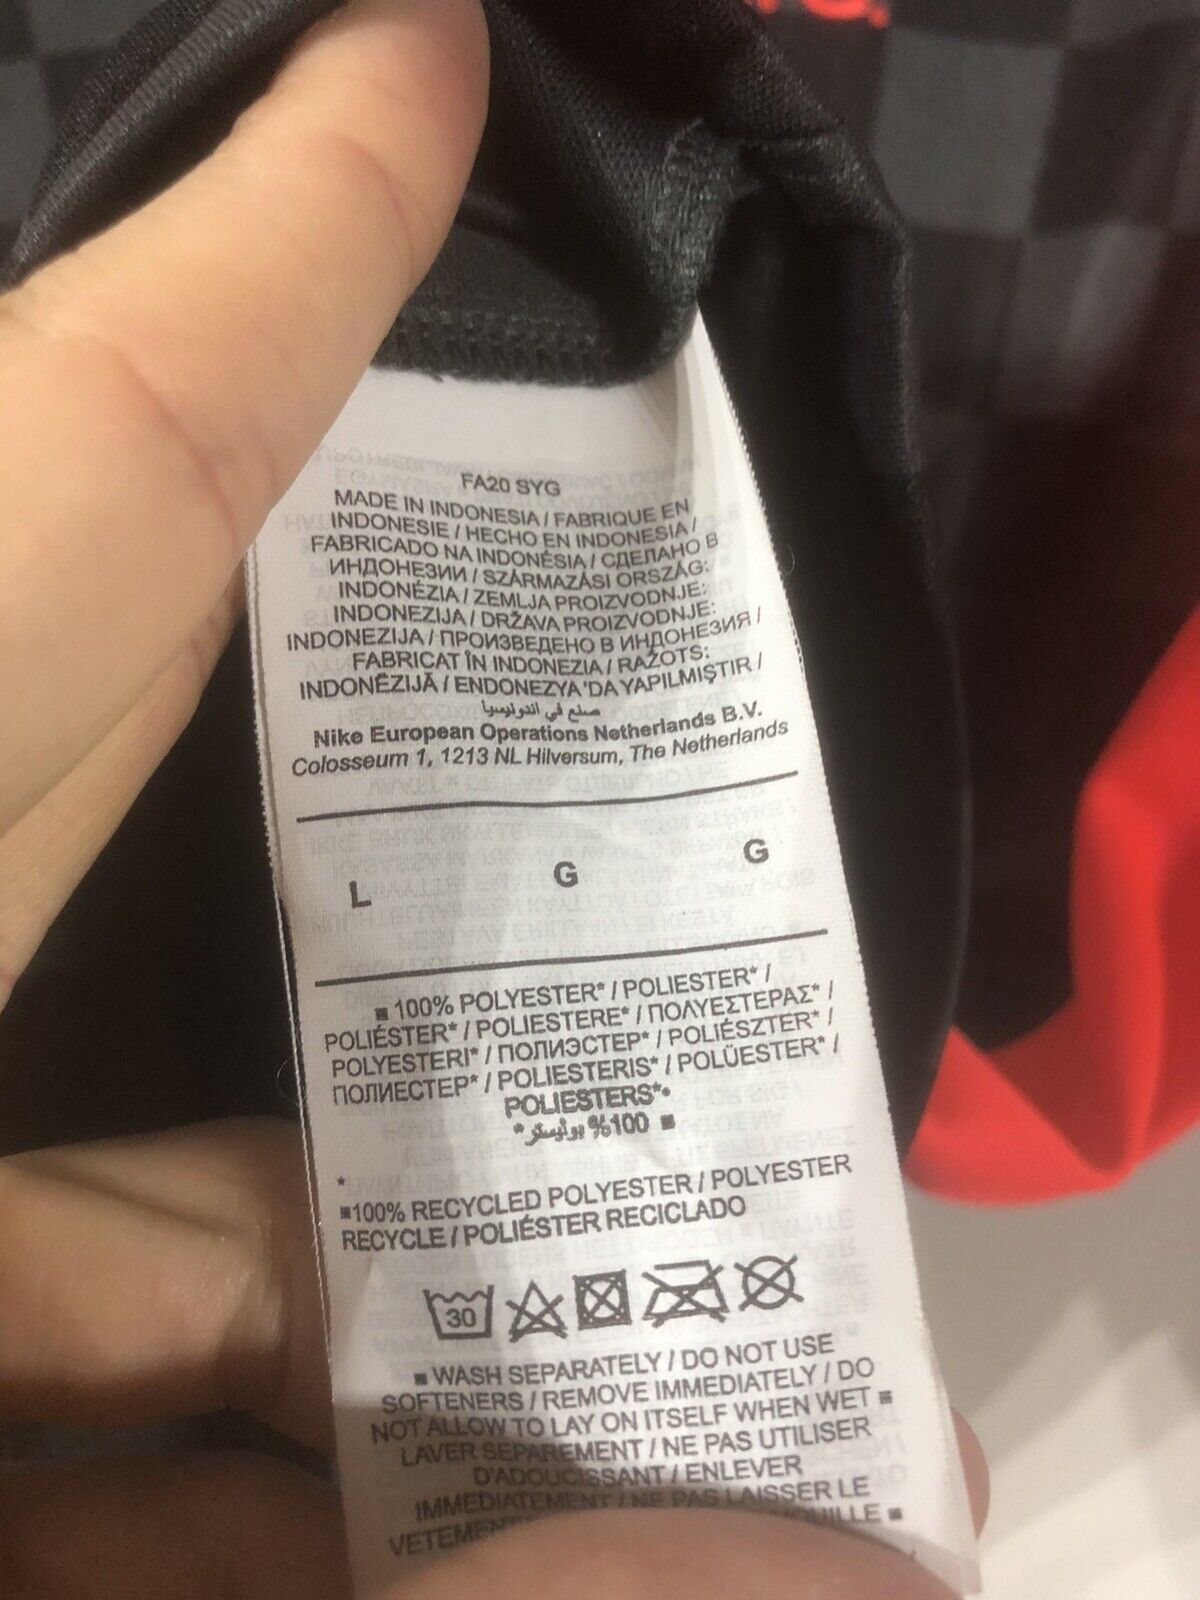 FA20 SYG
MADE IN INDONESIA / FABRIQUE EN
INDONESIE / HECHO EN INDONESIA /
FABRICADO NA INDONÉSIA / СДЕЛАНО В
ИНДОНЕЗИИ / SZÁRMAZÁSI ORSZÁG:
INDONÉZIA / ZEMLJA PROIZVODNJE:
INDONEZIJA / DRŽAVA PROIZVODNJE:
INDONEZIJA / ПРОИЗВЕДЕНО В ИНДОНЕЗИЯ /
FABRICAT ÎN INDONEZIA / RAŽOTS:
INDONĒZIJĀ / ENDONEZYA'DA YAPILMIŞTIR /
صنع في اندونيسيا
Nike European Operations Netherlands B.V.
Colosseum 1, 1213 NL Hilversum, The Netherlands
L G G
■ 100% POLYESTER* / POLIESTER* /
POLIÉSTER* / POLIESTERE* / ΠΟΛΥΕΣΤΕΡΑΣ* /
POLYESTERI* / ПОЛИЭСТЕР* / POLIÉSZTER* /
ПОЛИЕСТЕР* / POLIESTERIS* / POLÜESTER* /
POLIESTERS*•
■ 100% بوليستر*
*
■100% RECYCLED POLYESTER / POLYESTER
RECYCLE / POLIÉSTER RECICLADO
30
■ WASH SEPARATELY / DO NOT USE
SOFTENERS / REMOVE IMMEDIATELY / DO
NOT ALLOW TO LAY ON ITSELF WHEN WET ■
LAVER SEPAREMENT / NE PAS UTILISER
D'ADOUCISSANT / ENLEVER
IMMEDIATEMENT / NE PAS LAISSER LE